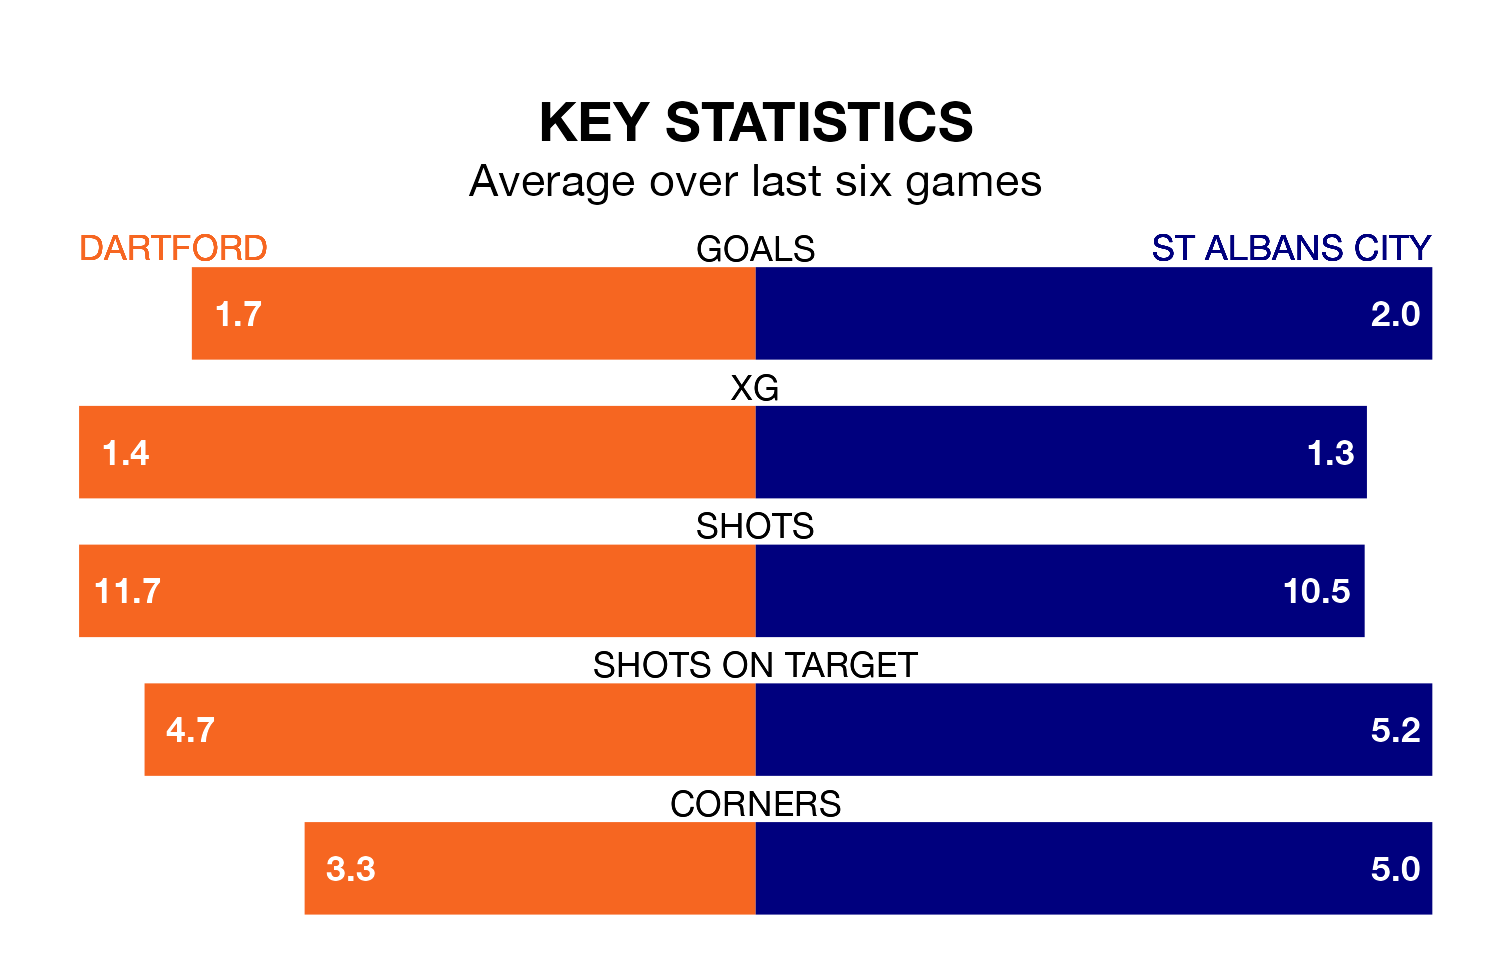 KEY STATISTICS
Average over last six games
DARTFORD GOALS ST ALBANS CITY
1.7 2.0
XG
1.4 1.3
SHOTS
11.7 10.5
SHOTS ON TARGET
4.7 5.2
CORNERS
3.3 5.0